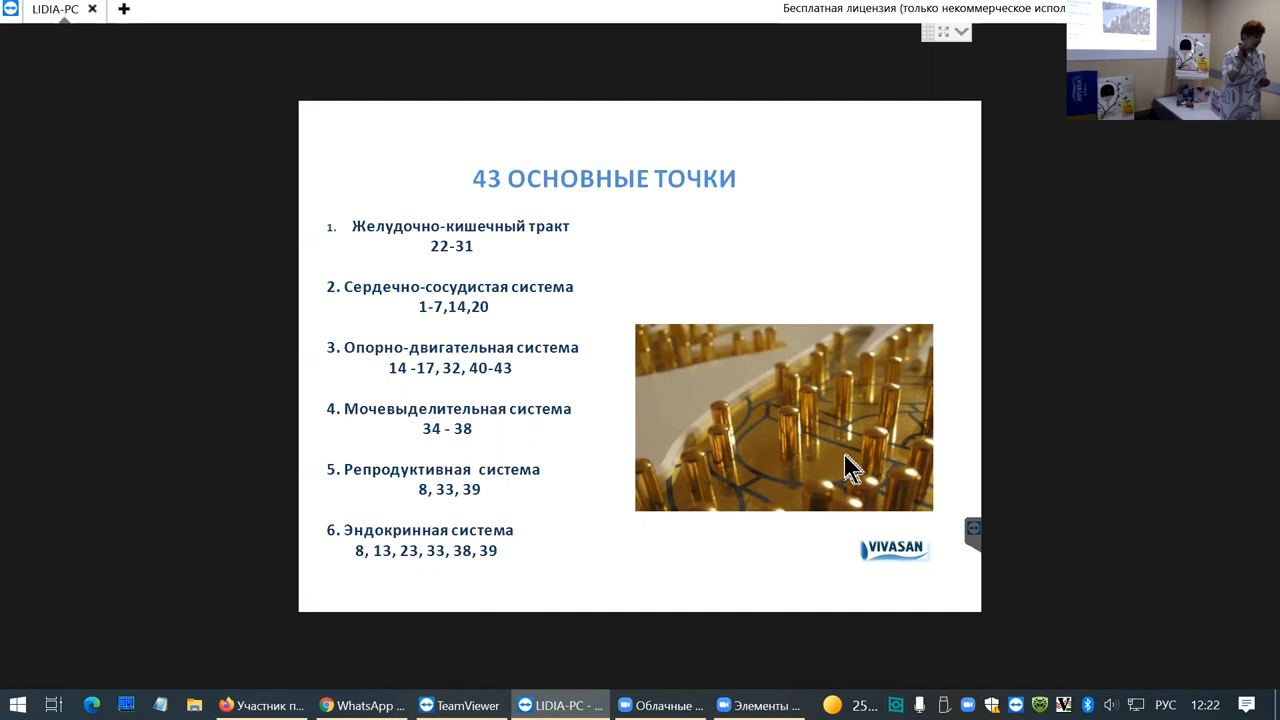 LIDIA-PC
Бесплатная лицензия (только некоммерческое испол
43 ОСНОВНЫЕ ТОЧКИ
1. Желудочно-кишечный тракт
22-31
2. Сердечно-сосудистая система
1-7,14,20
3. Опорно-двигательная система
14 -17, 32, 40-43
4. Мочевыделительная система
34 - 38
5. Репродуктивная система
8, 33, 39
6. Эндокринная система
8, 13, 23, 33, 38, 39
VIVASAN
Участник п...
WhatsApp ...
TeamViewer
LIDIA-PC - ...
Облачные ...
Элементы ...
25...
РУС
12:22